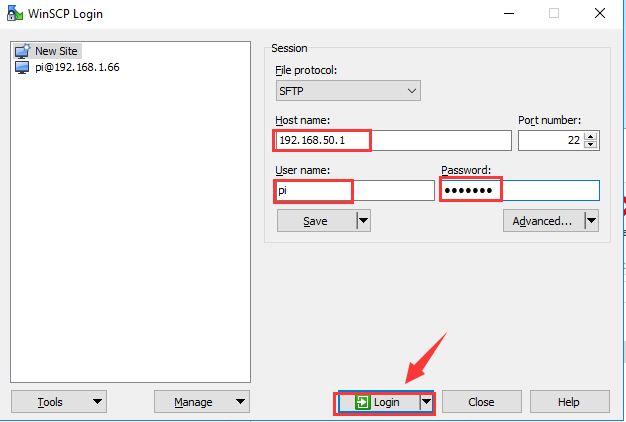 WinSCP Login
New Site
pi@192.168.1.66
Session
File protocol:
SFTP
Host name:
Port number:
192.168.50.1
22
User name:
Password:
pi
•••••••
Save
Advanced...
Tools
Manage
Login
Close
Help